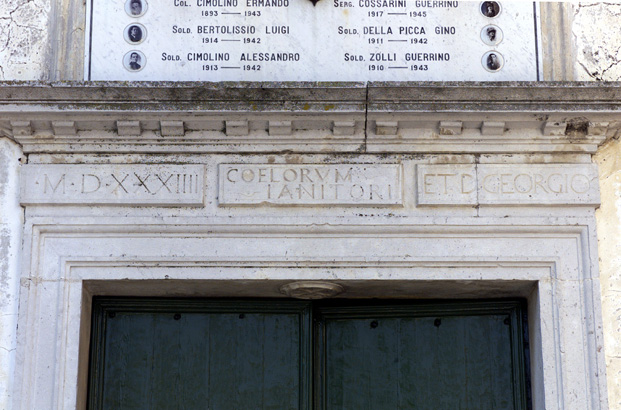 COL. CIMOLINO ERMANDO
1893 — 1943
SOLD. BERTOLISSIO LUIGI
1914 — 1942
SOLD. CIMOLINO ALESSANDRO
1913 — 1942
SERG. COSSARINI GUERRINO
1917 — 1945
SOLD. DELLA PICCA GINO
1911 — 1942
SOLD. ZOLLI GUERRINO
1910 — 1943
· M · D · XXXIIII
COELORVM
IANITORI
ET · D · GEORGIO